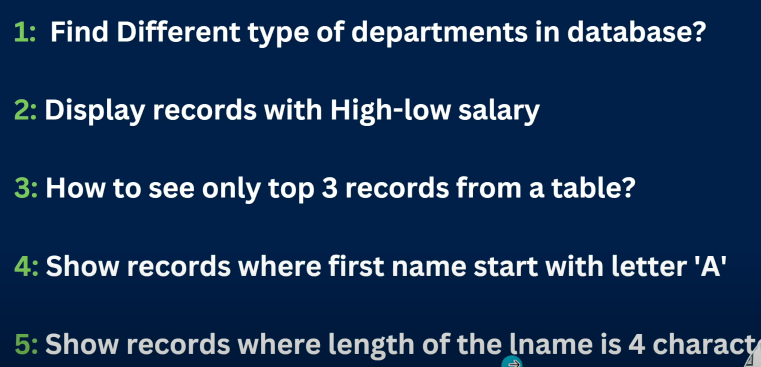 1: Find Different type of departments in database?
2: Display records with High-low salary
3: How to see only top 3 records from a table?
4: Show records where first name start with letter 'A'
5: Show records where length of the lname is 4 charact